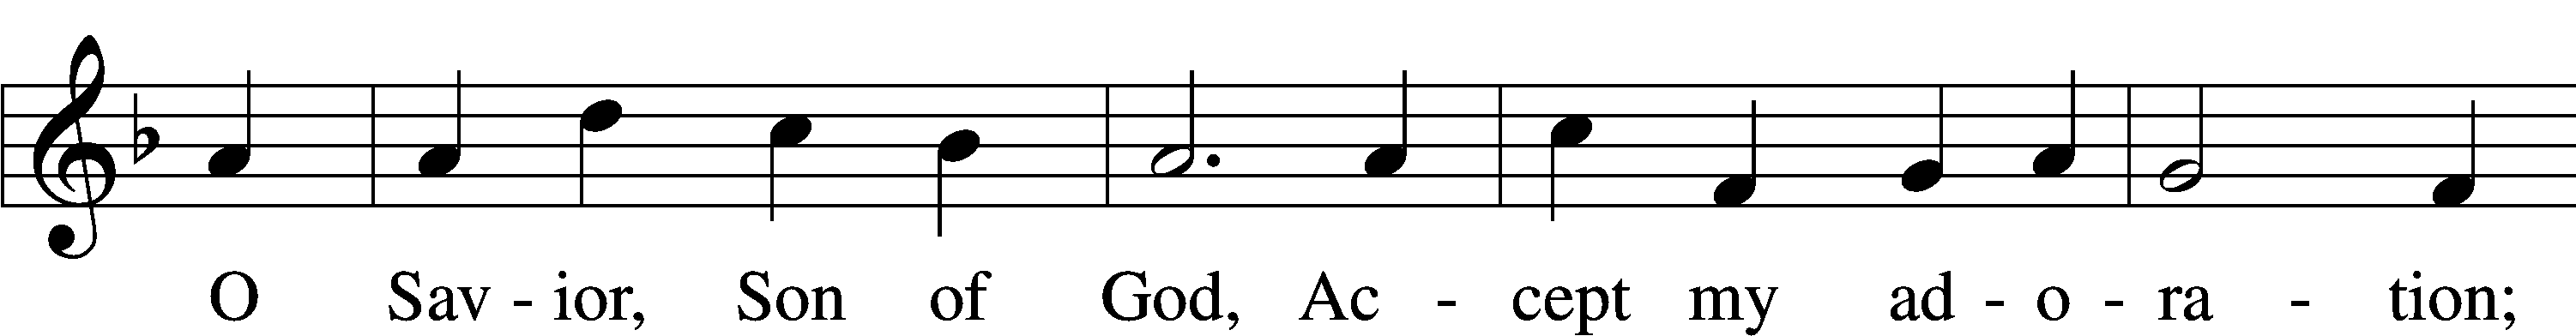 O Sav - ior, Son of God, Ac - cept my ad - o - ra - tion;